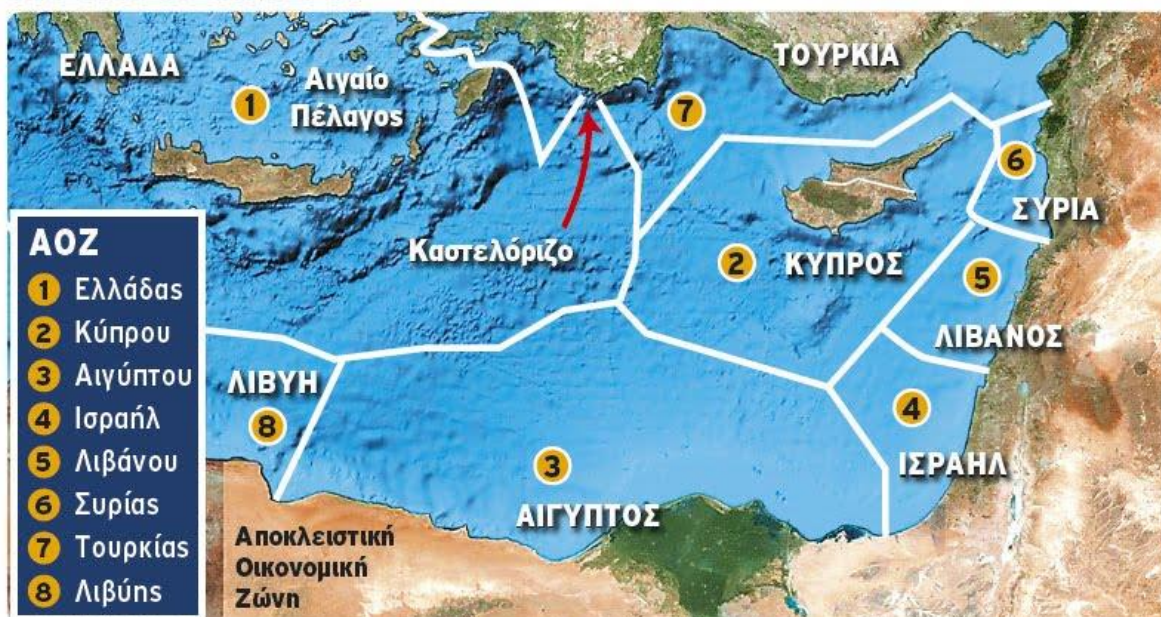 ΕΛΛΑΔΑ
Αιγαίο
Πέλαγος
1
7
ΤΟΥΡΚΙΑ
6
ΣΥΡΙΑ
Καστελόριζο
2
ΚΥΠΡΟΣ
5
ΛΙΒΑΝΟΣ
ΛΙΒΥΗ
8
4
ΙΣΡΑΗΛ
3
ΑΙΓΥΠΤΟΣ
ΑΟΖ
1 Ελλάδας
2 Κύπρου
3 Αιγύπτου
4 Ισραήλ
5 Λιβάνου
6 Συρίας
7 Τουρκίας
8 Λιβύης
Αποκλειστική
Οικονομική
Ζώνη